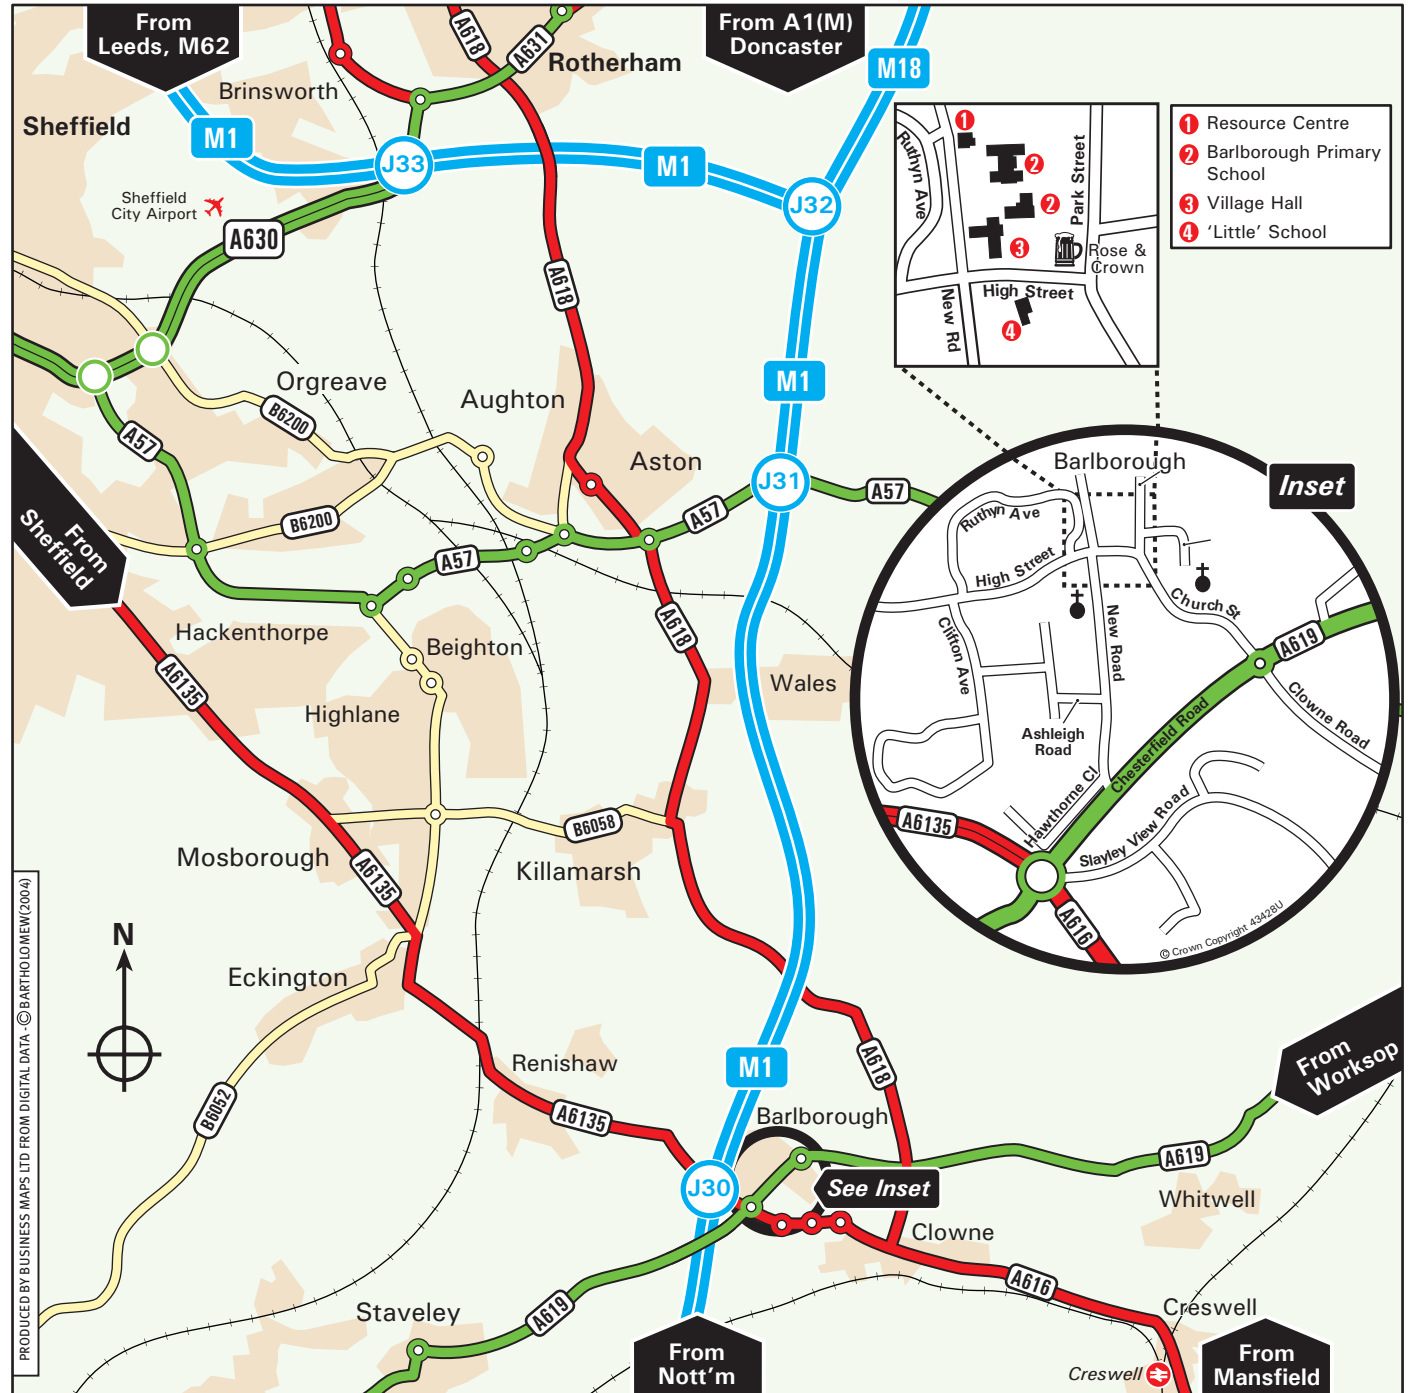 From
Leeds, M62
From A1(M)
Doncaster
A618
A631
Rotherham
M18
Brinsworth
Sheffield
M1
J33
M1
J32
Sheffield
City Airport
A630
A618
Ruthyn Ave
1
2
2
3
4
Park Street
Rose &
Crown
High Street
New Rd
1 Resource Centre
2 Barlborough Primary
School
3 Village Hall
4 'Little' School
Orgreave
Aughton
M1
B6200
A57
Aston
J31
A57
A57
B6200
A57
From
Sheffield
Inset
Barlborough
Ruthyn Ave
High Street
Church St
Clifton Ave
New Road
A619
Clowne Road
Ashleigh
Road
Chesterfield Road
Hawthorne Cl
Slayley View Road
A6135
A616
© Crown Copyright 43428U
Hackenthorpe
Beighton
A618
Wales
A6135
Highlane
Mosborough
B6058
A6135
Killamarsh
N
Eckington
Renishaw
M1
A618
From
Worksop
B6052
A6135
Barlborough
J30
See Inset
A619
Whitwell
Clowne
A616
Staveley
A619
Creswell
From
Nott'm
Creswell
From
Mansfield
PRODUCED BY BUSINESS MAPS LTD FROM DIGITAL DATA - © BARTHOLOMEW(2004)